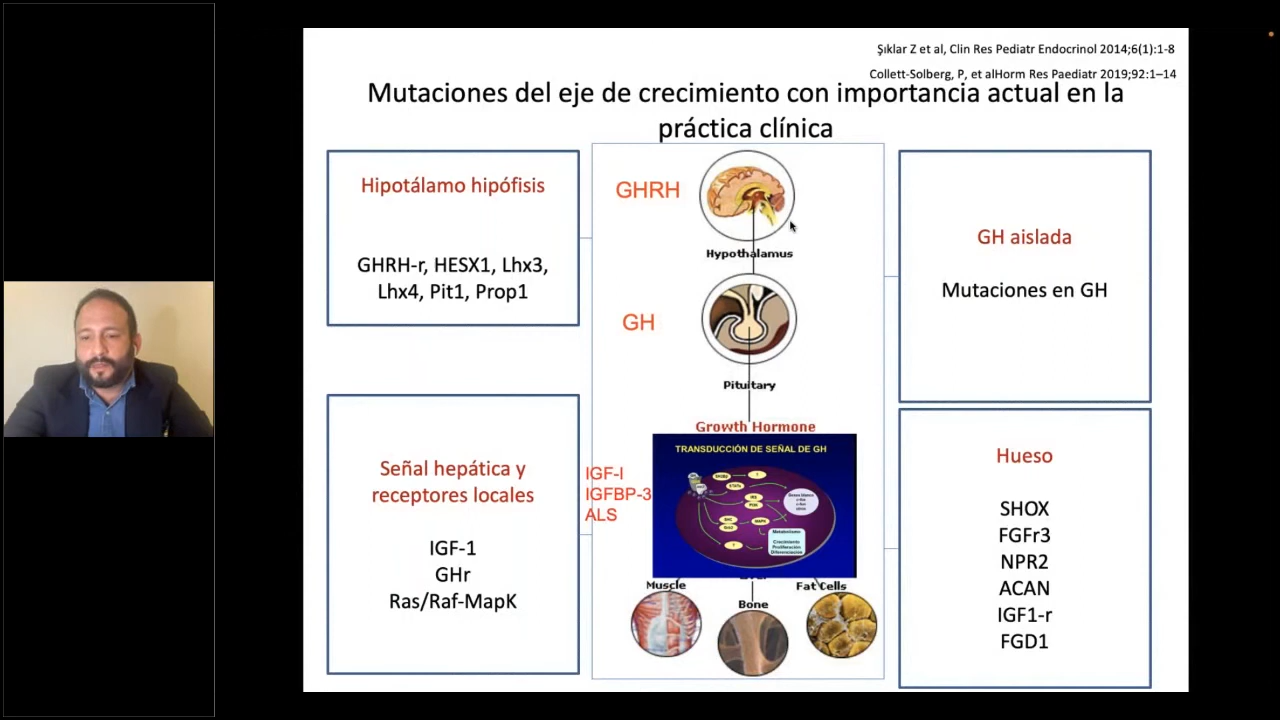 Şıklar Z et al, Clin Res Pediatr Endocrinol 2014;6(1):1-8
Collett-Solberg, P, et alHorm Res Paediatr 2019;92:1–14
Mutaciones del eje de crecimiento con importancia actual en la
práctica clínica
Hipotálamo hipófisis
GHRH-r, HESX1, Lhx3,
Lhx4, Pit1, Prop1
Señal hepática y
receptores locales
IGF-1
GHr
Ras/Raf-MapK
GHRH
Hypothalamus
GH
Pituitary
Growth Hormone
TRANSDUCCIÓN DE SEÑAL DE GH
IGF-I
IGFBP-3
ALS
Muscle
Bone
Fat Cells
GH aislada
Mutaciones en GH
Hueso
SHOX
FGFr3
NPR2
ACAN
IGF1-r
FGD1